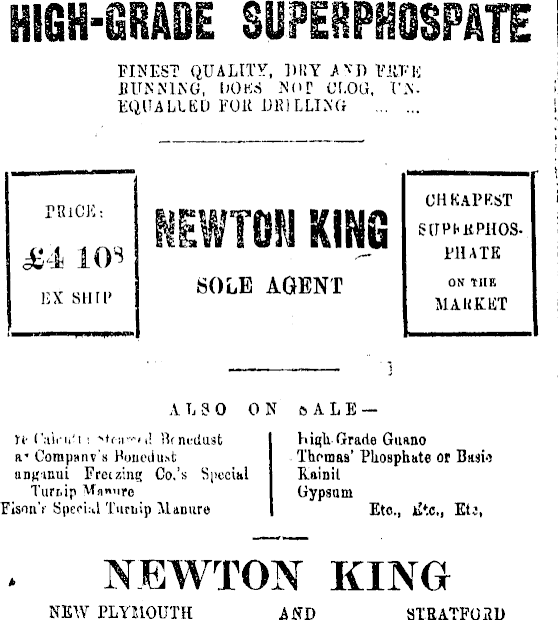 HIGH-GRADE SUPERPHOSPATE
FINEST QUALITY, DRY AND FREE
RUNNING, DOES NOT CLOG, UN-
EQUALLED FOR DRILLING ... ...
PRICE:
£4 10s
EX SHIP
NEWTON KING
SOLE AGENT
CHEAPEST
SUPERPHOS-
PHATE
ON THE
MARKET
ALSO ON SALE—
Steamed Bonedust
Company's Bonedust
anganui Freezing Co.'s Special
Turnip Manure
Fison's Special Turnip Manure
High-Grade Guano
Thomas' Phosphate or Basic
Kainit
Gypsum
Etc., Etc., Etc,
NEWTON KING
NEW PLYMOUTH AND STRATFORD